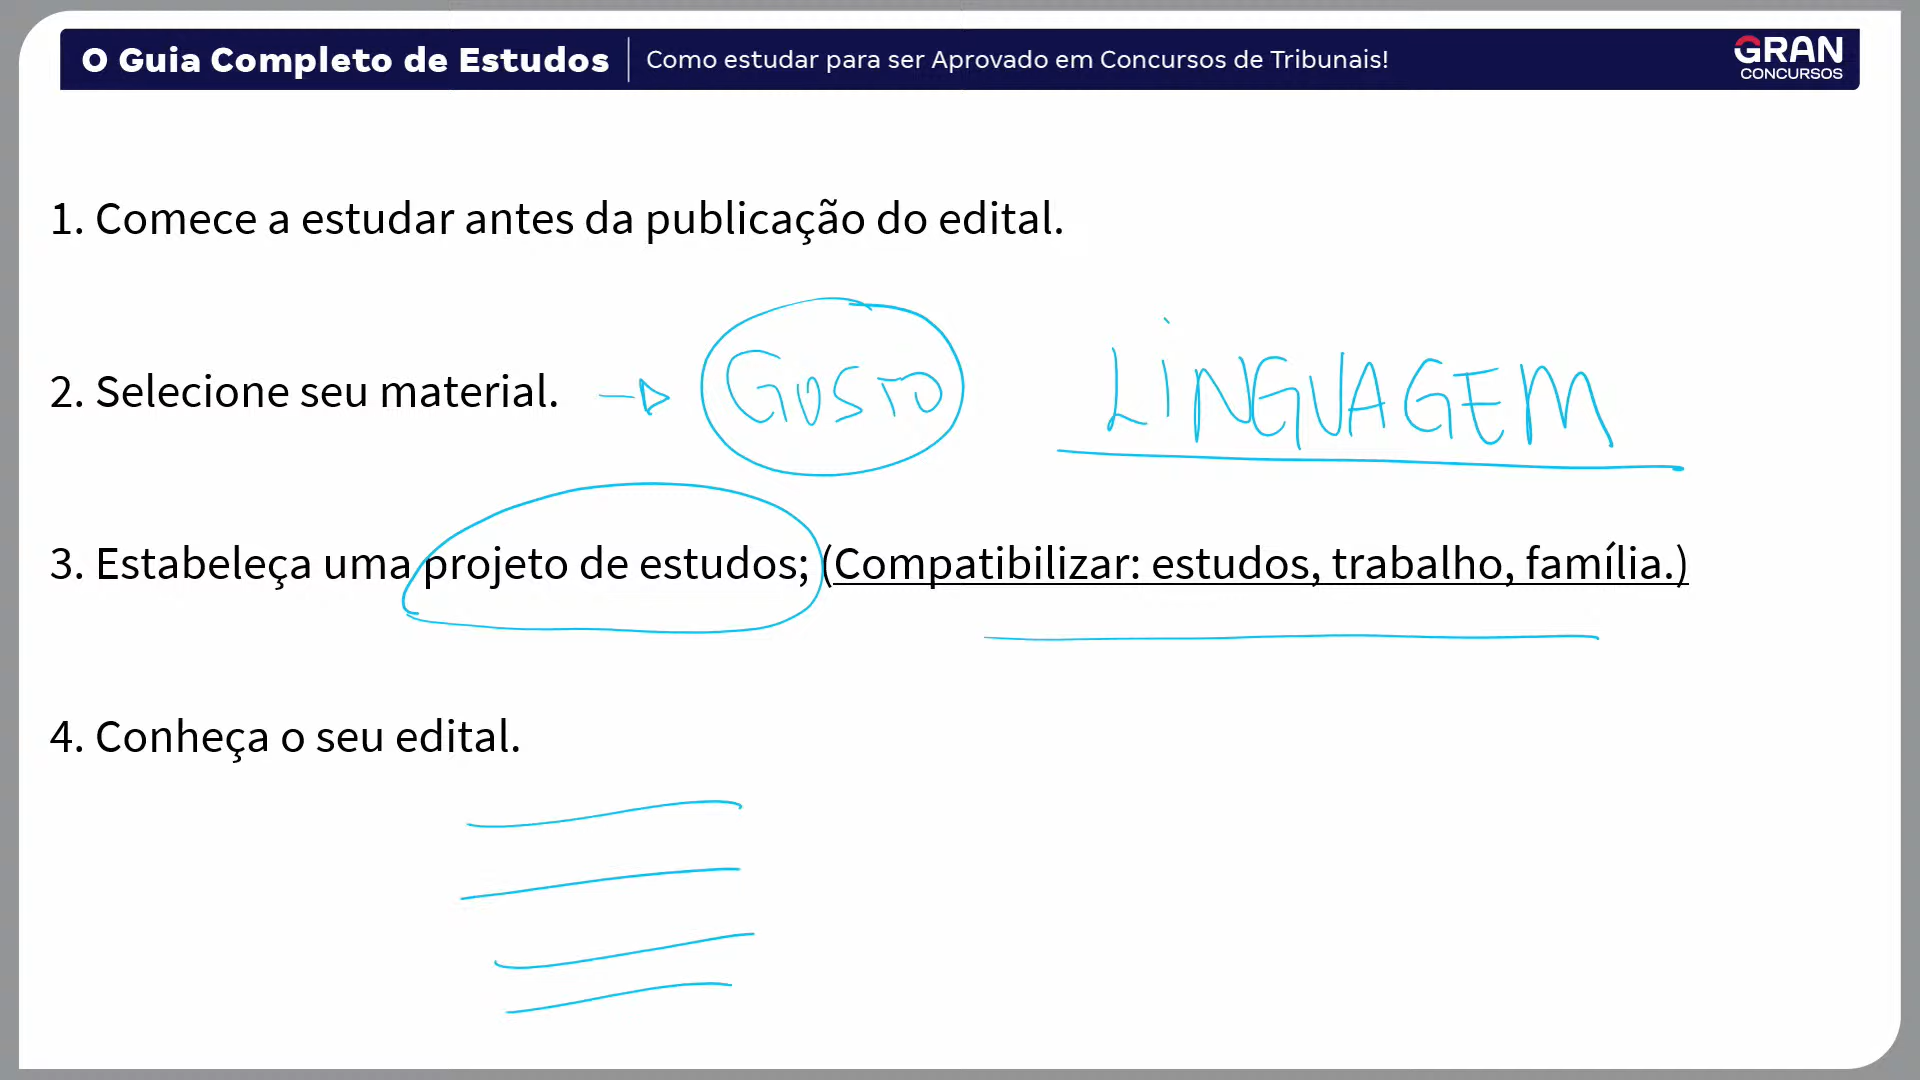 O Guia Completo de Estudos | Como estudar para ser Aprovado em Concursos de Tribunais!
GRAN
CONCURSOS
1. Comece a estudar antes da publicação do edital.
2. Selecione seu material. GOSTO LiNGUAGEM
3. Estabeleça uma projeto de estudos; (Compatibilizar: estudos, trabalho, família.)
4. Conheça o seu edital.